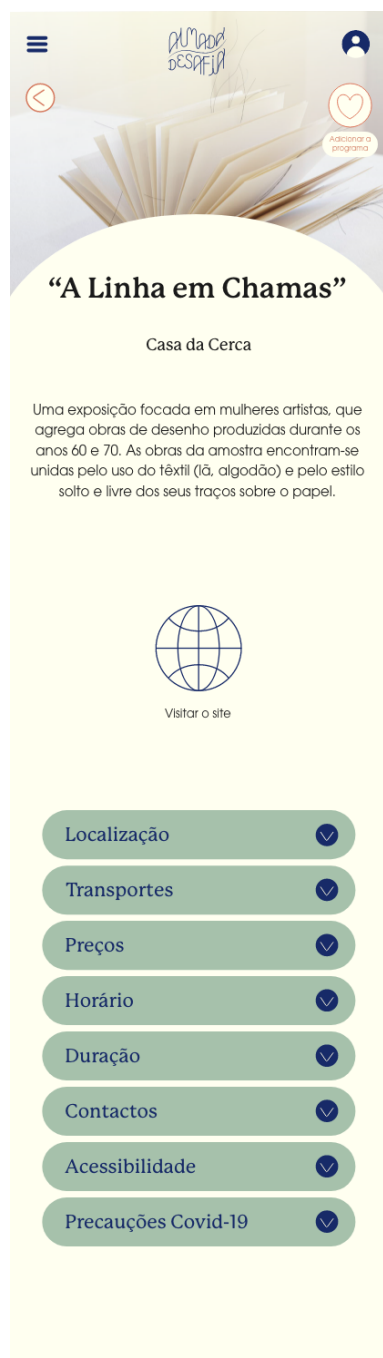 ALMADA
DESAFIA
Adicionar a
programa
“A Linha em Chamas”
Casa da Cerca
Uma exposição focada em mulheres artistas, que
agrega obras de desenho produzidas durante os
anos 60 e 70. As obras da amostra encontram-se
unidas pelo uso do têxtil (lã, algodão) e pelo estilo
solto e livre dos seus traços sobre o papel.
Visitar o site
Localização
Transportes
Preços
Horário
Duração
Contactos
Acessibilidade
Precauções Covid-19